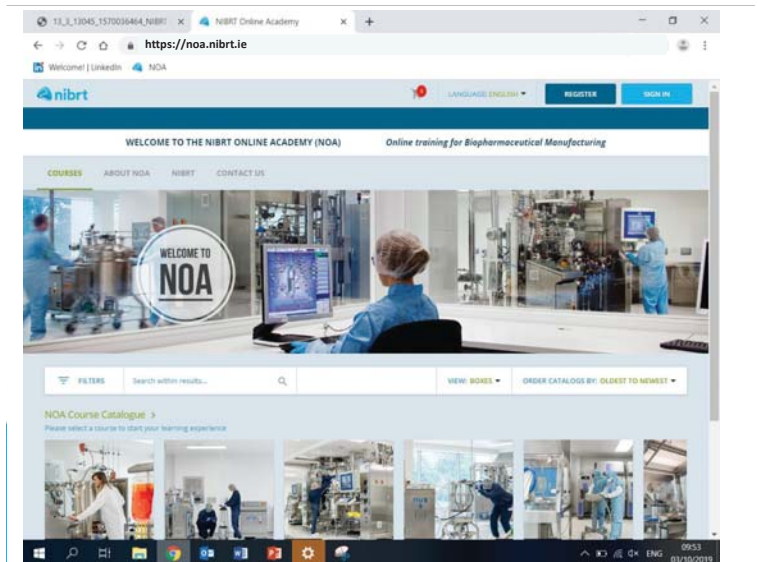 13_3_13045_1570036464_NIBRT
NIBRT Online Academy
https://noa.nibrt.ie
Welcome! | LinkedIn
NOA
nibrt
LANGUAGE: ENGLISH
REGISTER
SIGN IN
WELCOME TO THE NIBRT ONLINE ACADEMY (NOA)
Online training for Biopharmaceutical Manufacturing
COURSES
ABOUT NOA
NIBRT
CONTACT US
WELCOME TO
NOA
FILTERS
Search within results...
VIEW: BOXES
ORDER CATALOGS BY: OLDEST TO NEWEST
NOA Course Catalogue >
Please select a course to start your learning experience
ENG
09:53
03/10/2019